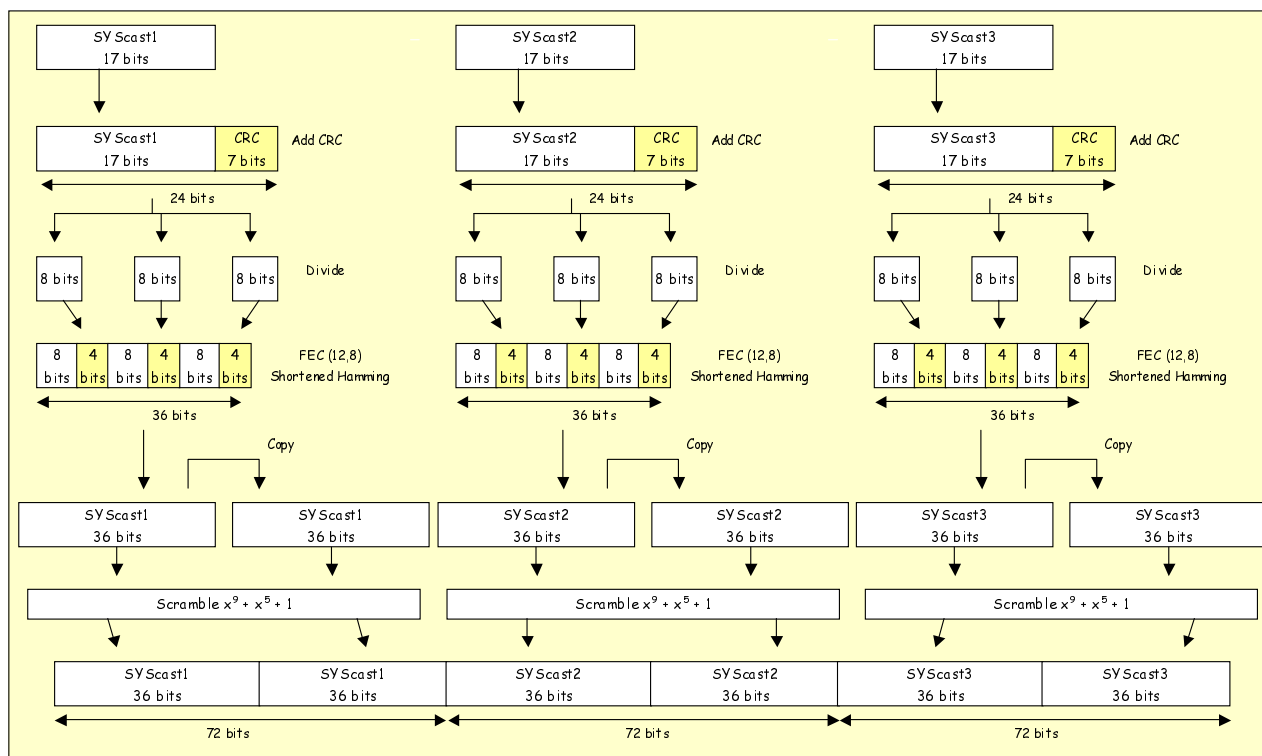 SYScast1
17 bits
SYScast2
17 bits
SYScast3
17 bits
SYScast1
17 bits
CRC
7 bits
Add CRC
SYScast2
17 bits
CRC
7 bits
Add CRC
SYScast3
17 bits
CRC
7 bits
Add CRC
24 bits
24 bits
24 bits
8 bits
8 bits
8 bits
Divide
8 bits
8 bits
8 bits
Divide
8 bits
8 bits
8 bits
Divide
8 bits
4 bits
8 bits
4 bits
8 bits
4 bits
FEC (12,8)
Shortened Hamming
8 bits
4 bits
8 bits
4 bits
8 bits
4 bits
FEC (12,8)
Shortened Hamming
8 bits
4 bits
8 bits
4 bits
8 bits
4 bits
FEC (12,8)
Shortened Hamming
36 bits
36 bits
36 bits
Copy
Copy
Copy
SYScast1
36 bits
SYScast1
36 bits
SYScast2
36 bits
SYScast2
36 bits
SYScast3
36 bits
SYScast3
36 bits
Scramble x⁹ + x⁵ + 1
Scramble x⁹ + x⁵ + 1
Scramble x⁹ + x⁵ + 1
SYScast1
36 bits
SYScast1
36 bits
SYScast2
36 bits
SYScast2
36 bits
SYScast3
36 bits
SYScast3
36 bits
72 bits
72 bits
72 bits